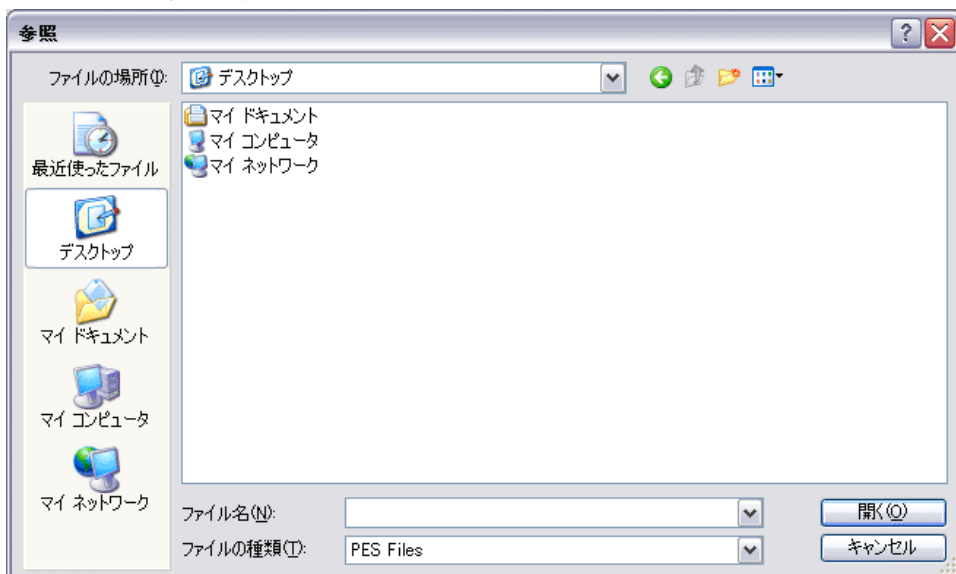 参照
ファイルの場所(I):
デスクトップ
最近使ったファイル
デスクトップ
マイ ドキュメント
マイ コンピュータ
マイ ネットワーク
マイ ドキュメント
マイ コンピュータ
マイ ネットワーク
ファイル名(N):
開く(O)
ファイルの種類(T):
PES Files
キャンセル